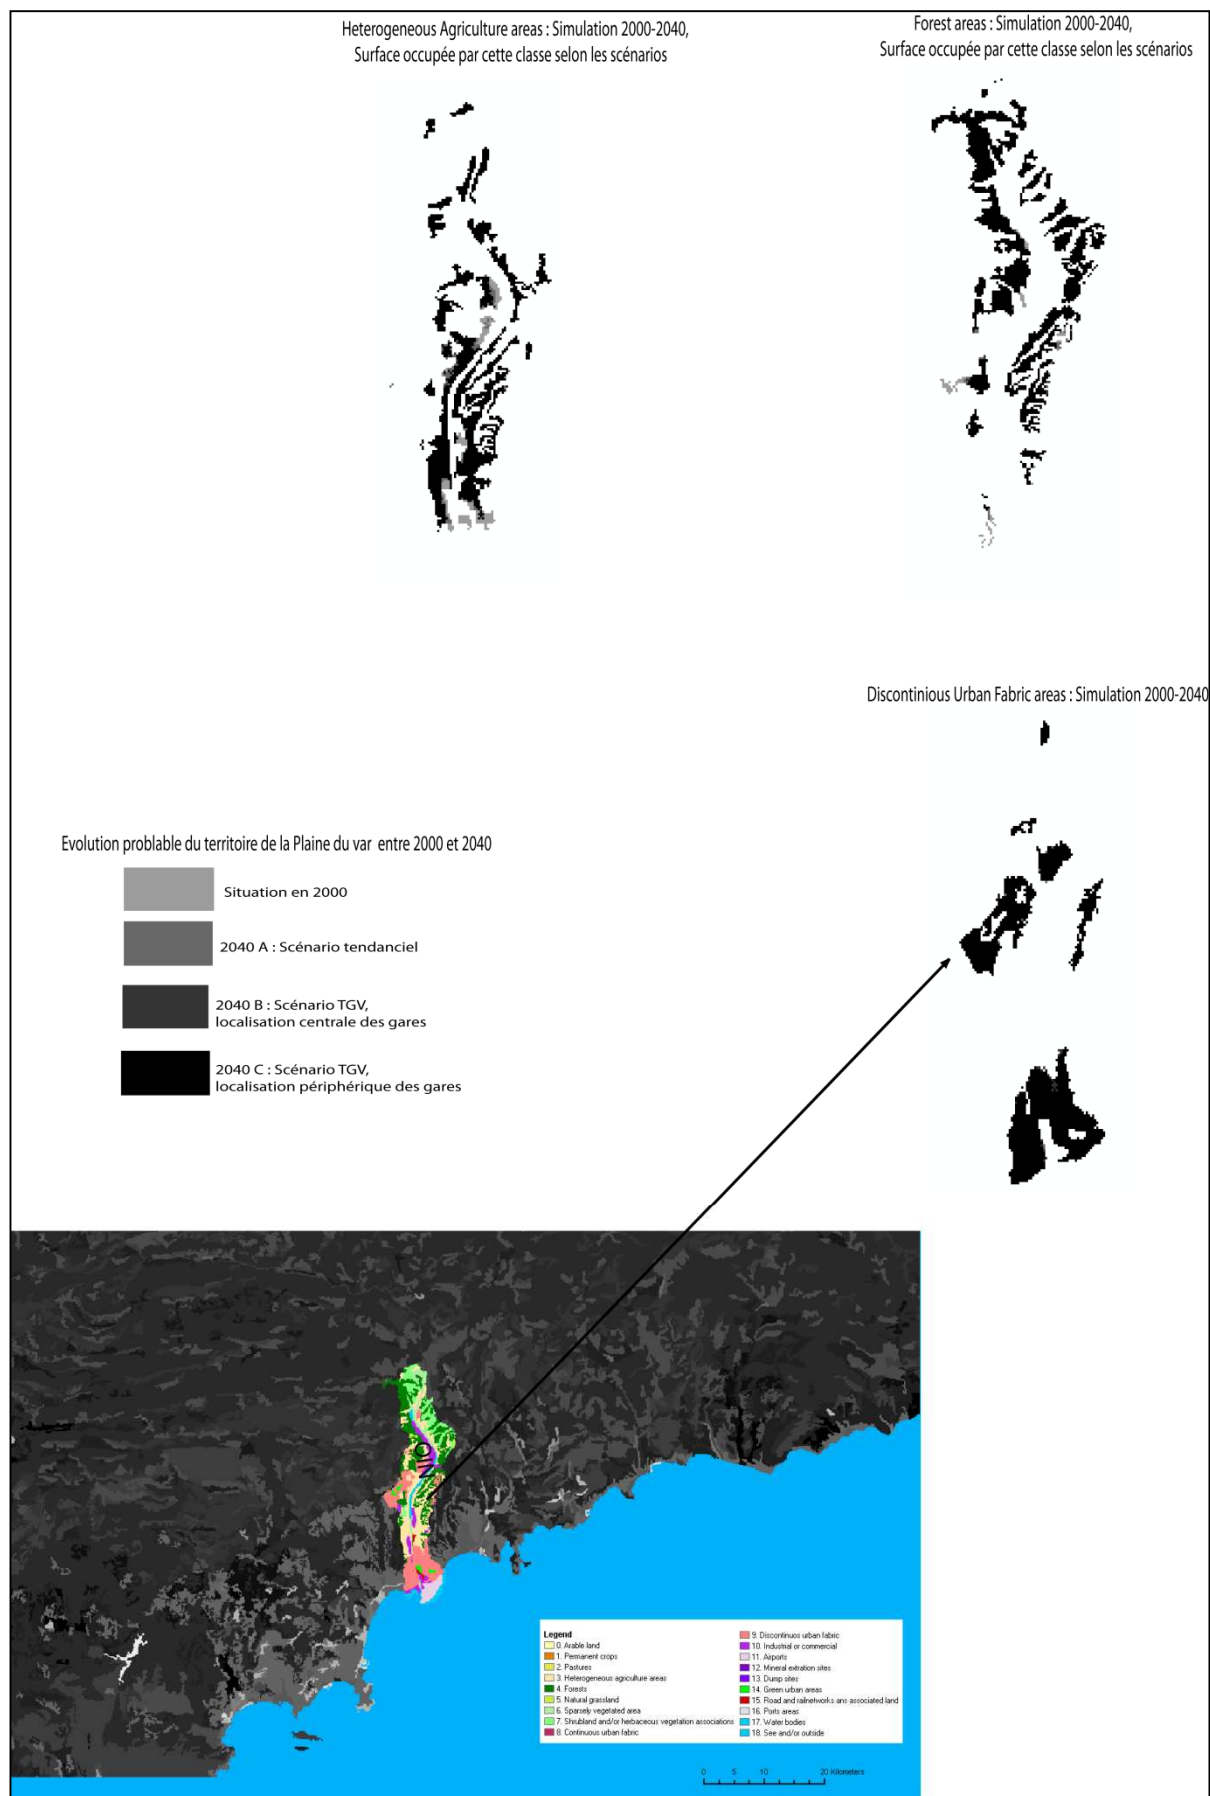 Heterogeneous Agriculture areas : Simulation 2000-2040,
Surface occupée par cette classe selon les scénarios
Forest areas : Simulation 2000-2040,
Surface occupée par cette classe selon les scénarios
Discontinious Urban Fabric areas : Simulation 2000-2040
Evolution problable du territoire de la Plaine du var entre 2000 et 2040
Situation en 2000
2040 A : Scénario tendanciel
2040 B : Scénario TGV,
localisation centrale des gares
2040 C : Scénario TGV,
localisation périphérique des gares
OIN
Legend
0. Arable land
1. Permanent crops
2. Pastures
3. Heterogeneous agriculture areas
4. Forests
5. Natural grassland
6. Sparsely vegetated area
7. Shrubland and/or herbaceous vegetation associations
8. Continuous urban fabric
9. Discontinuos urban fabric
10. Industrial or commercial
11. Airports
12. Mineral extration sites
13. Dump sites
14. Green urban areas
15. Road and railnetworks ans associated land
16. Ports areas
17. Water bodies
18. See and/or outside
0 5 10 20 Kilometers